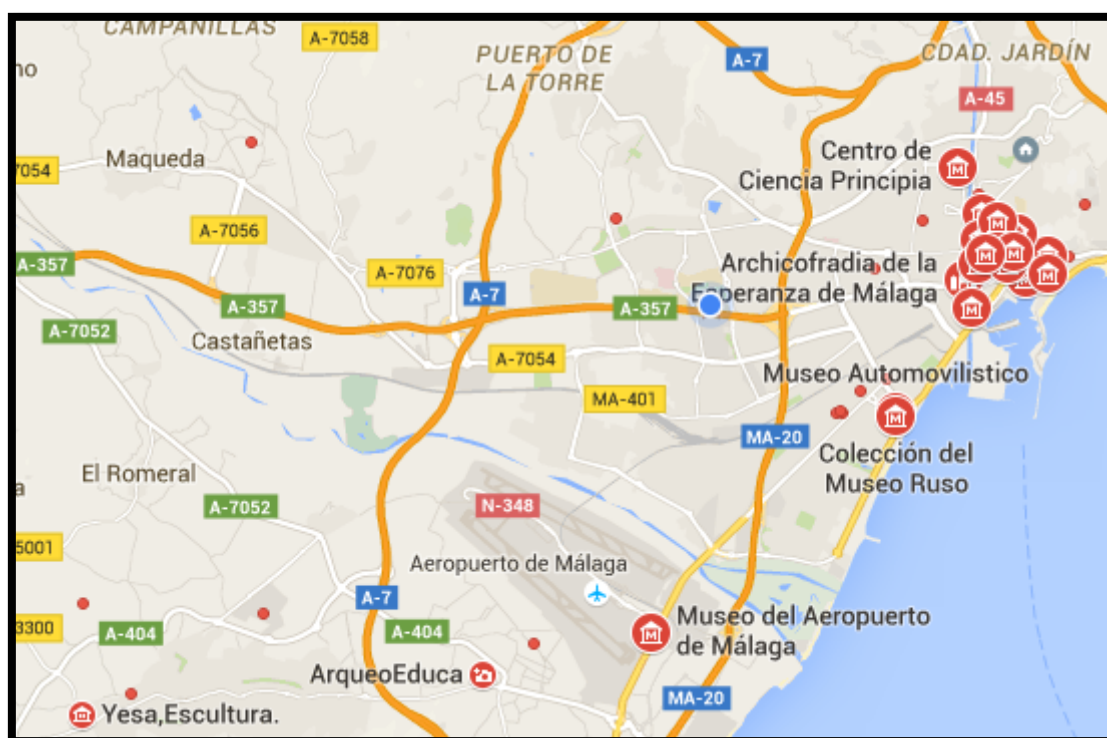 CAMPANILLAS
A-7058
PUERTO DE
LA TORRE
A-7
CDAD. JARDÍN
A-45
no
Maqueda
7054
Centro de
Ciencia Principia
A-7056
A-357
A-7076
Archicofradia de la
Esperanza de Málaga
A-7
A-357
A-357
A-7052
Castañetas
A-7054
Museo Automovilistico
MA-401
MA-20
Colección del
Museo Ruso
El Romeral
a
A-7052
N-348
5001
Aeropuerto de Málaga
A-7
3300
A-404
A-404
Museo del Aeropuerto
de Málaga
ArqueoEduca
MA-20
Yesa,Escultura.